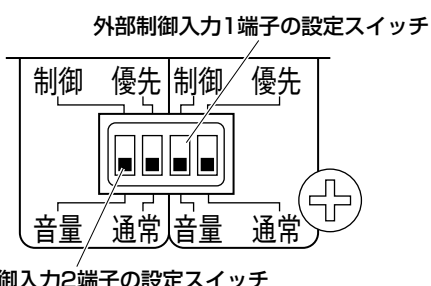 外部制御入力1端子の設定スイッチ
制御 優先 制御 優先
音量 通常 音量 通常
御入力2端子の設定スイッチ